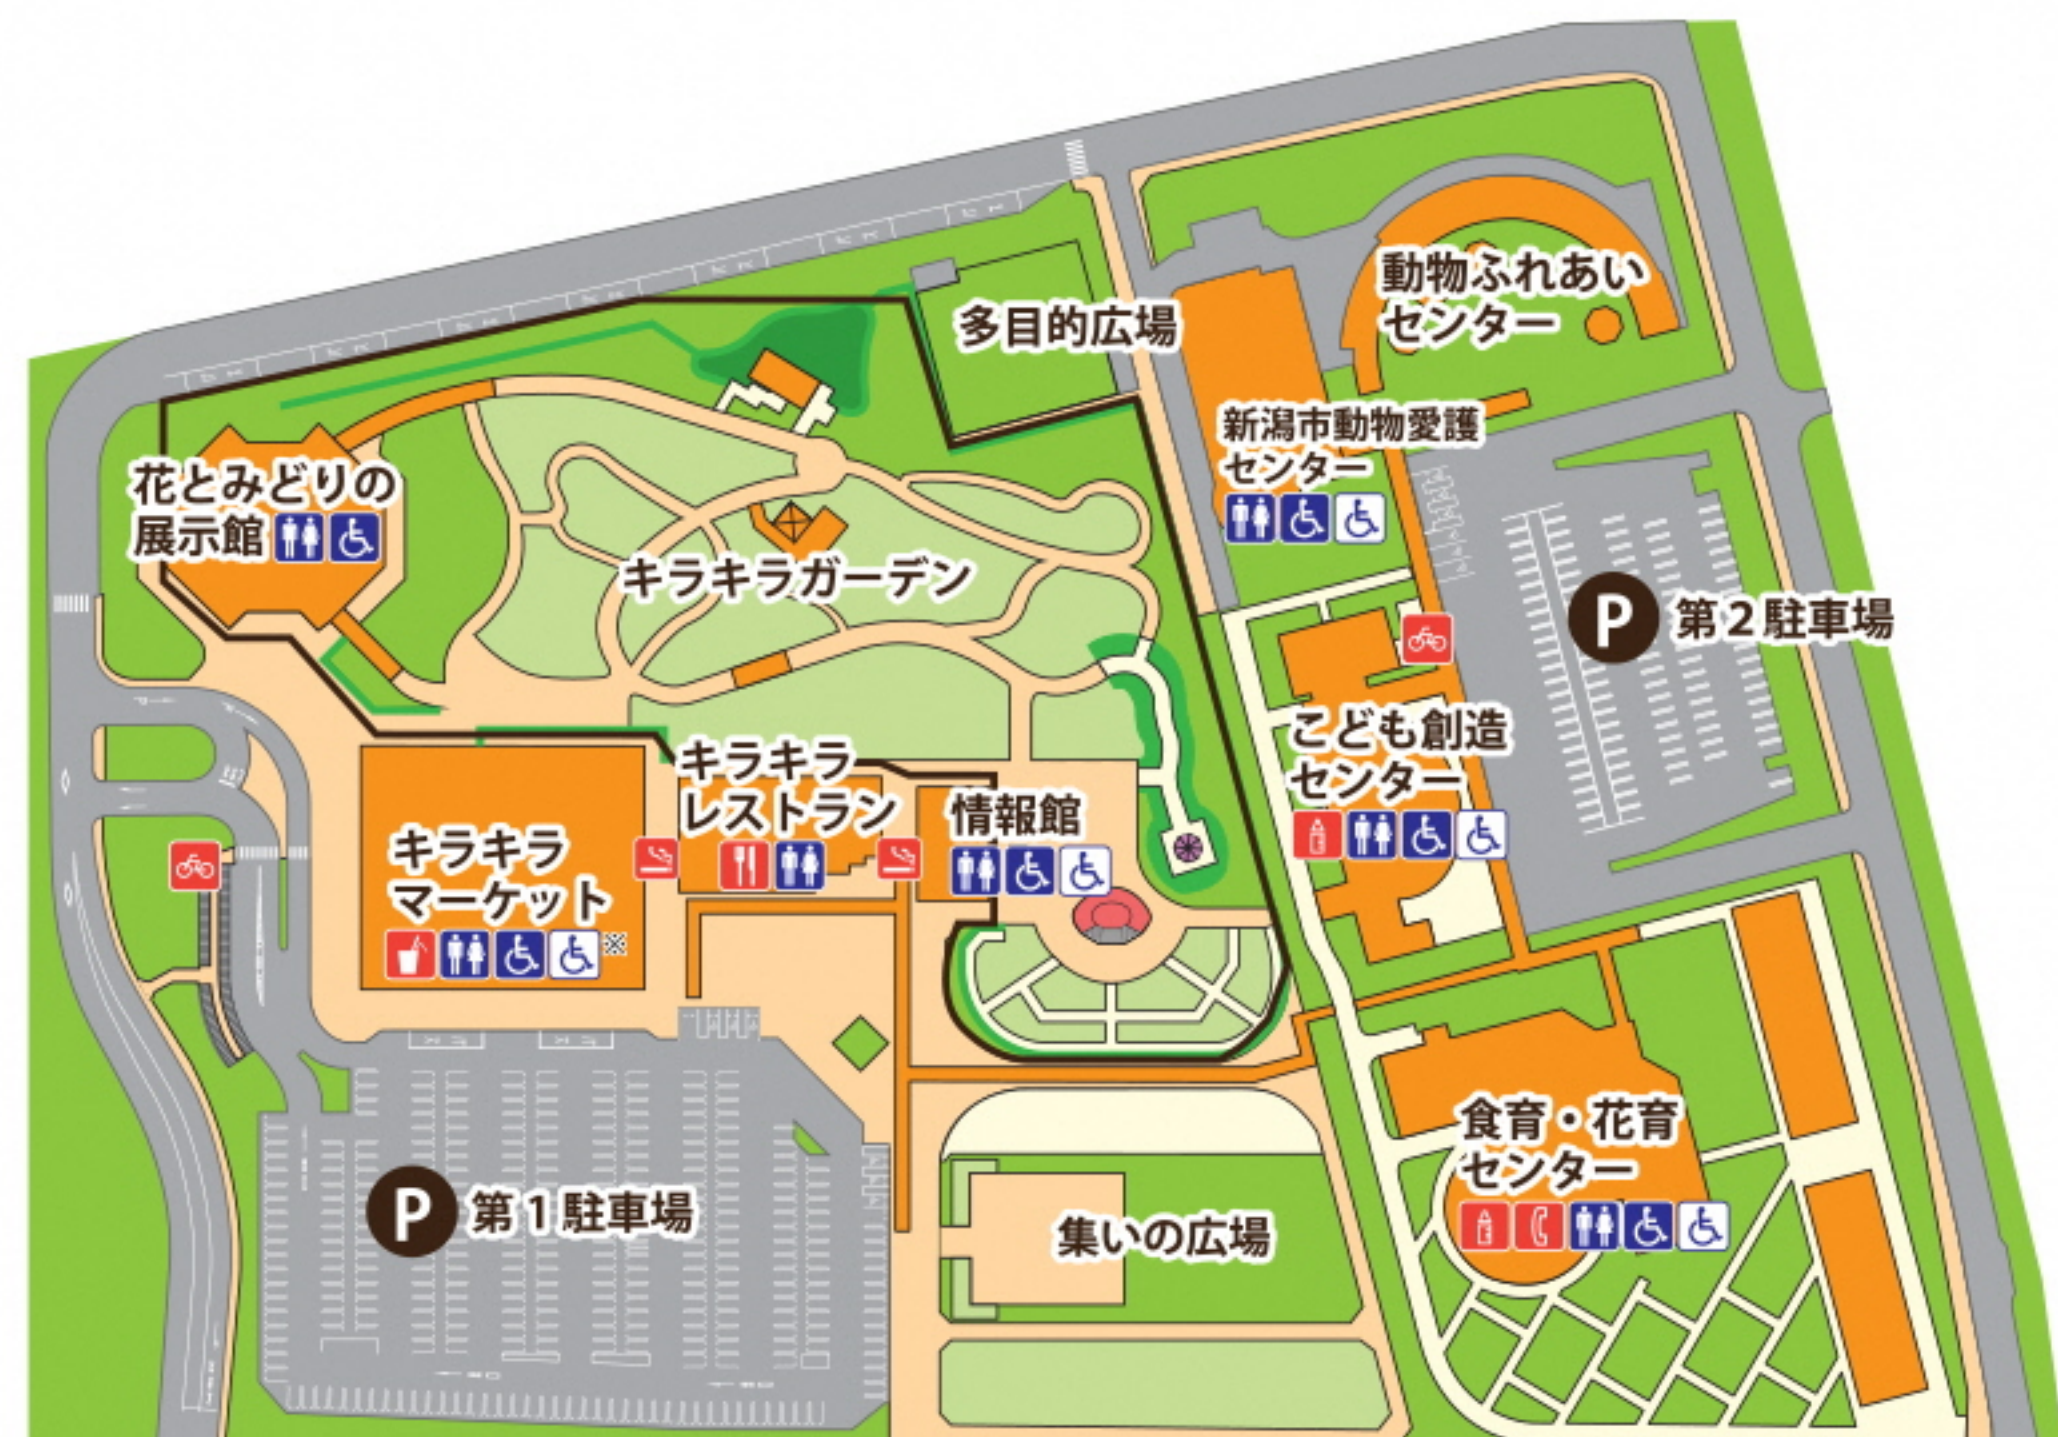 多目的広場
動物ふれあい
センター
新潟市動物愛護
センター
花とみどりの
展示館
キラキラガーデン
P 第2駐車場
こども創造
センター
キラキラ
レストラン
情報館
キラキラ
マーケット
※
食育・花育
センター
P 第1駐車場
集いの広場